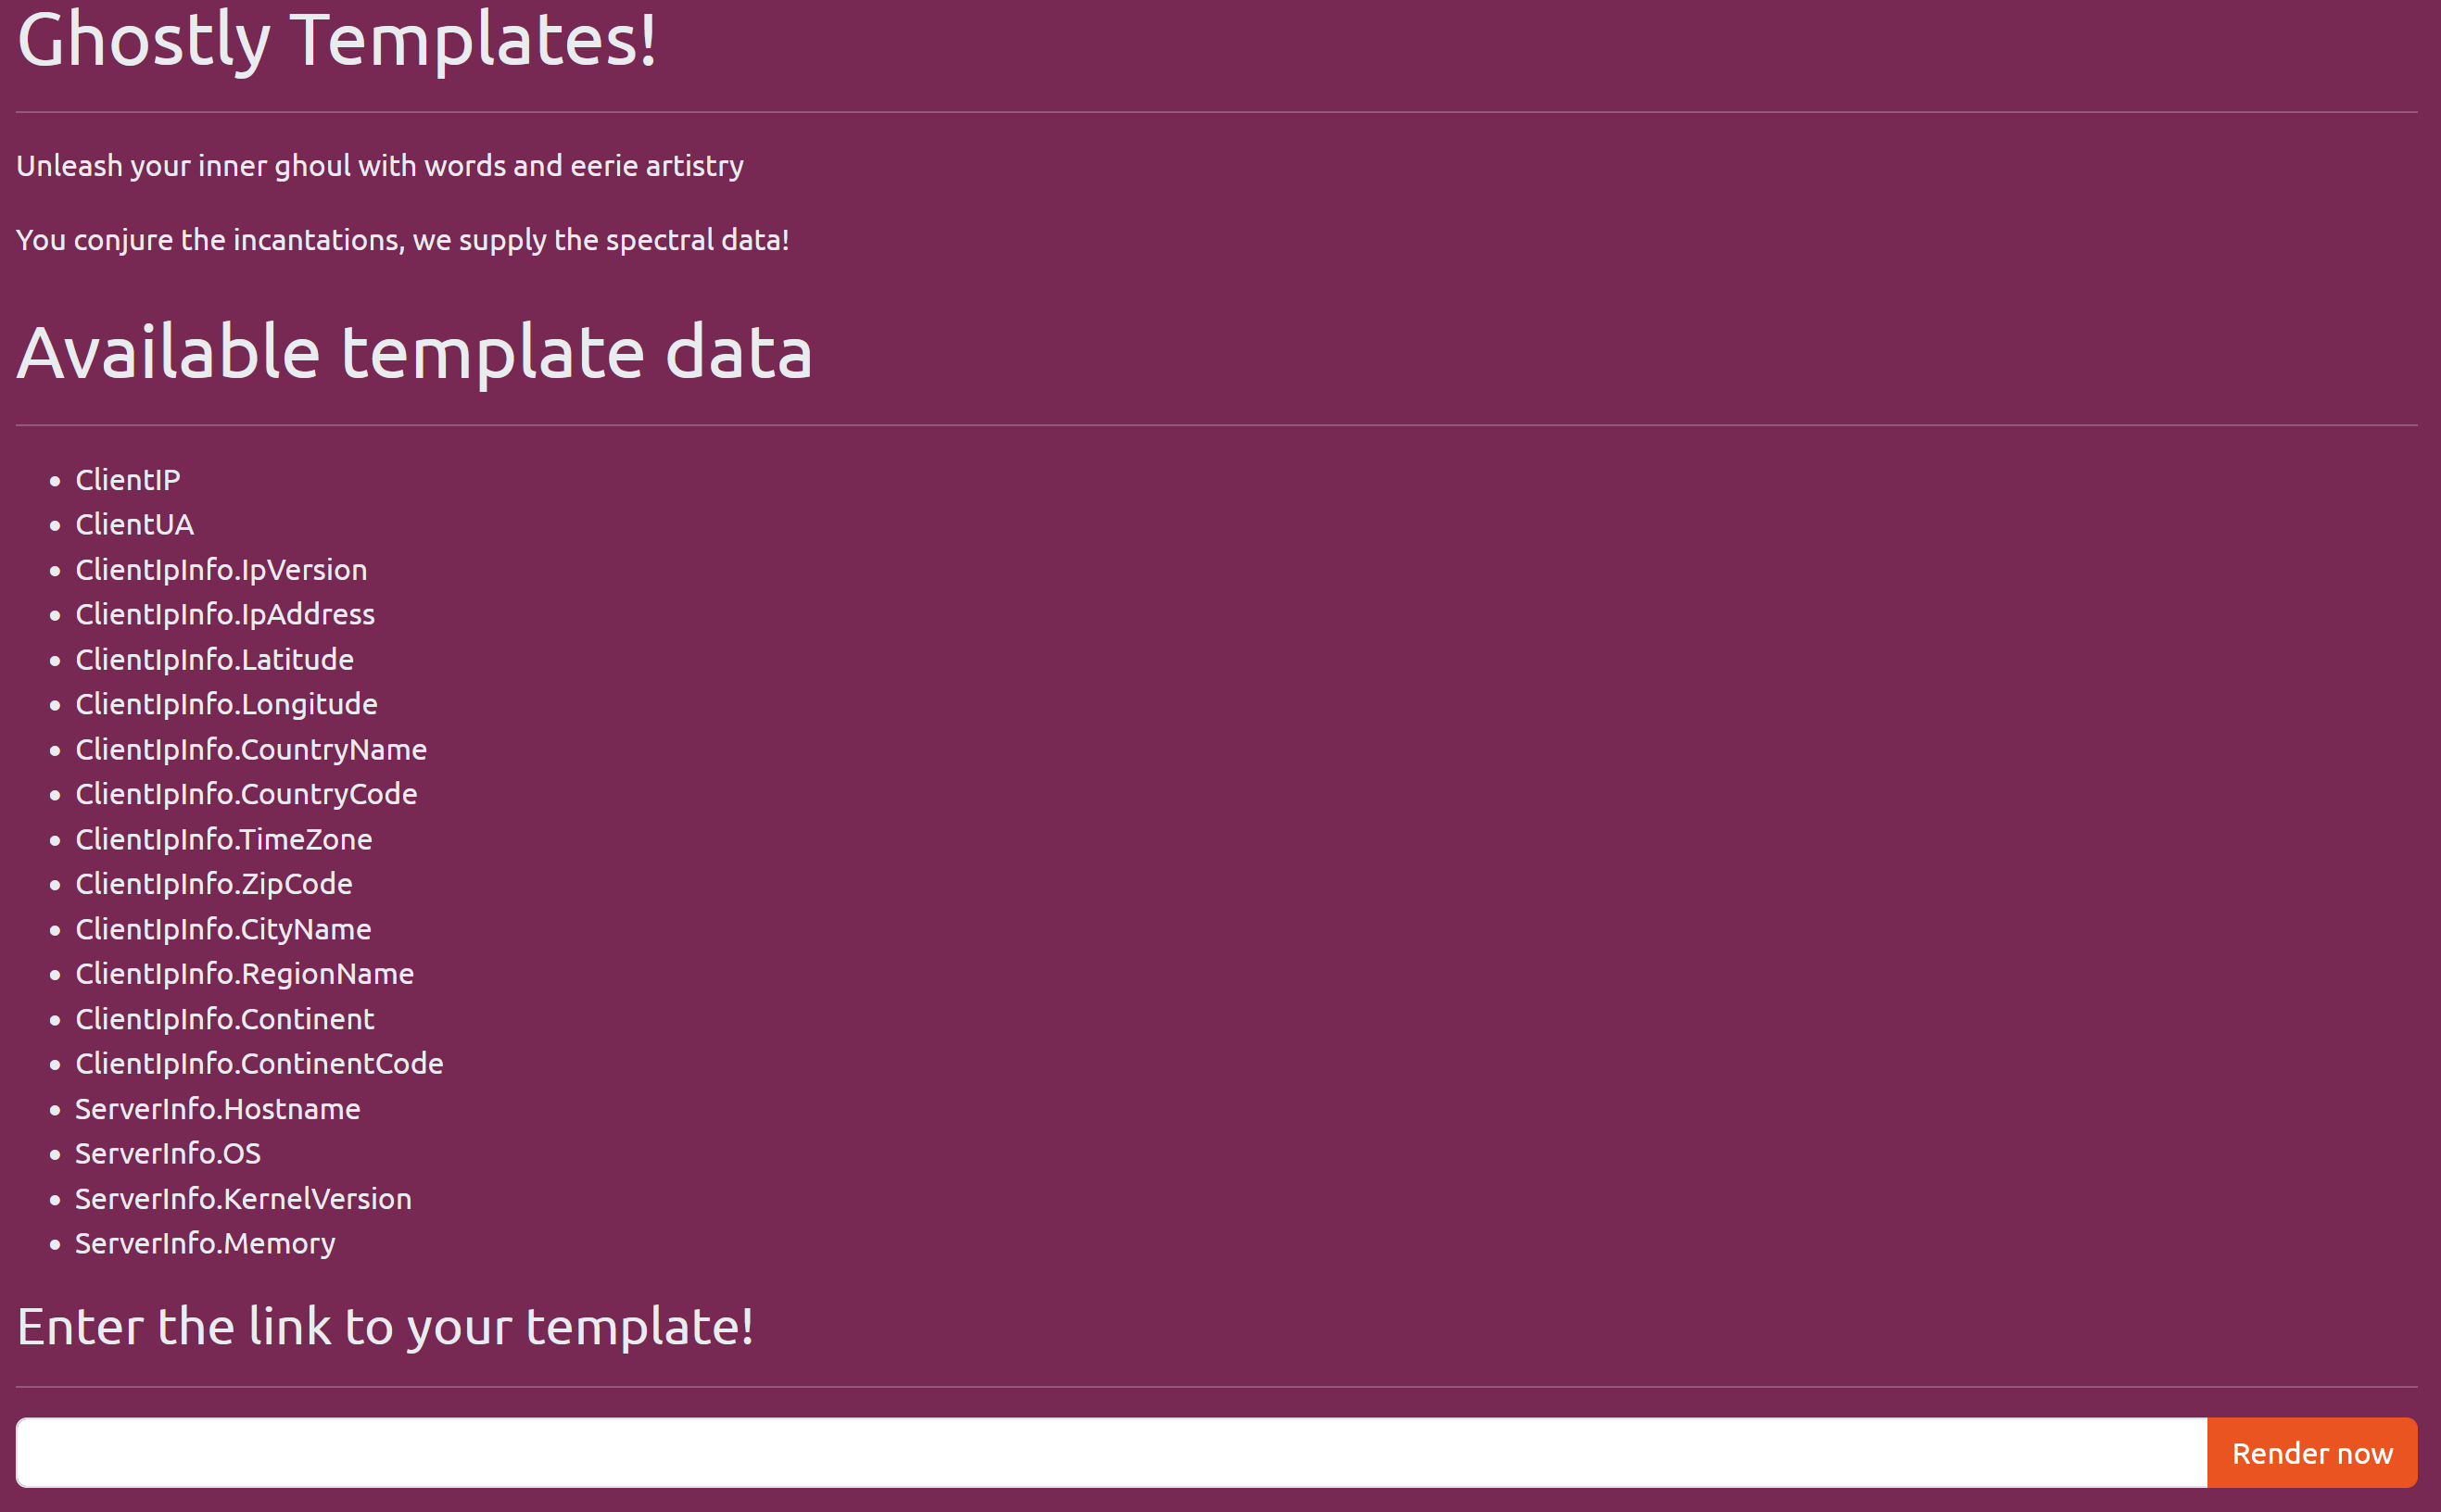 Ghostly Templates!
Unleash your inner ghoul with words and eerie artistry
You conjure the incantations, we supply the spectral data!
Available template data
ClientIP
ClientUA
ClientIpInfo.IpVersion
ClientIpInfo.IpAddress
ClientIpInfo.Latitude
ClientIpInfo.Longitude
ClientIpInfo.CountryName
ClientIpInfo.CountryCode
ClientIpInfo.TimeZone
ClientIpInfo.ZipCode
ClientIpInfo.CityName
ClientIpInfo.RegionName
ClientIpInfo.Continent
ClientIpInfo.ContinentCode
ServerInfo.Hostname
ServerInfo.OS
ServerInfo.KernelVersion
ServerInfo.Memory
Enter the link to your template!
Render now